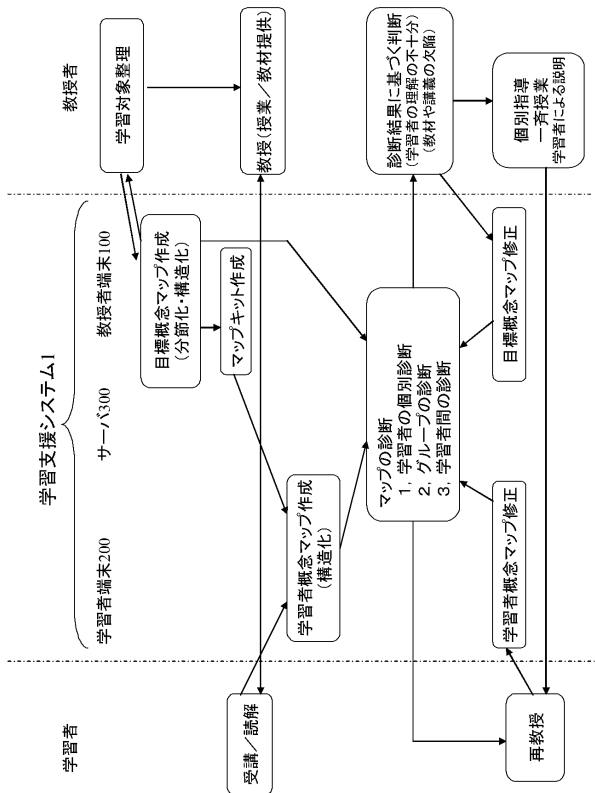 学習支援システム1
学習者
学習者端末200
サーバ300
教授者端末100
教授者
学習対象整理
目標概念マップ作成
(分節化・構造化)
マップキット作成
教授(授業／教材提供)
受講／読解
学習者概念マップ作成
(構造化)
マップの診断
1, 学習者の個別診断
2, グループの診断
3, 学習者間の診断
診断結果に基づく判断
(学習者の理解の不十分)
(教材や講義の欠陥)
目標概念マップ修正
学習者概念マップ修正
個別指導
一斉授業
学習者による説明
再教授